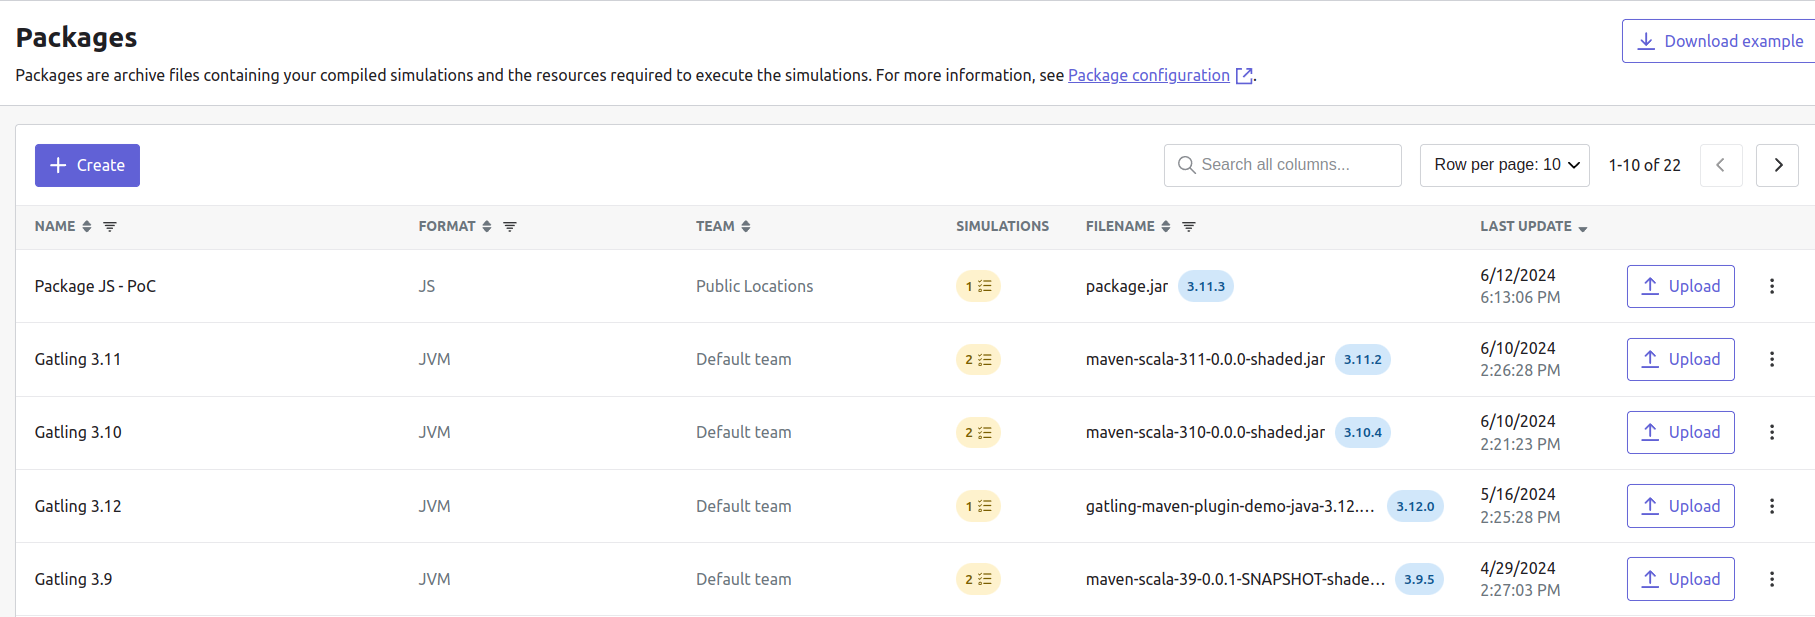 Packages
Download example
Packages are archive files containing your compiled simulations and the resources required to execute the simulations. For more information, see Package configuration.
Create
Search all columns...
Row per page: 10
1-10 of 22
NAME FORMAT TEAM SIMULATIONS FILENAME LAST UPDATE
Package JS - PoC JS Public Locations 1 package.jar 3.11.3 6/12/2024 6:13:06 PM Upload
Gatling 3.11 JVM Default team 2 maven-scala-311-0.0.0-shaded.jar 3.11.2 6/10/2024 2:26:28 PM Upload
Gatling 3.10 JVM Default team 2 maven-scala-310-0.0.0-shaded.jar 3.10.4 6/10/2024 2:21:23 PM Upload
Gatling 3.12 JVM Default team 1 gatling-maven-plugin-demo-java-3.12.... 3.12.0 5/16/2024 2:25:28 PM Upload
Gatling 3.9 JVM Default team 2 maven-scala-39-0.0.1-SNAPSHOT-shade... 3.9.5 4/29/2024 2:27:03 PM Upload